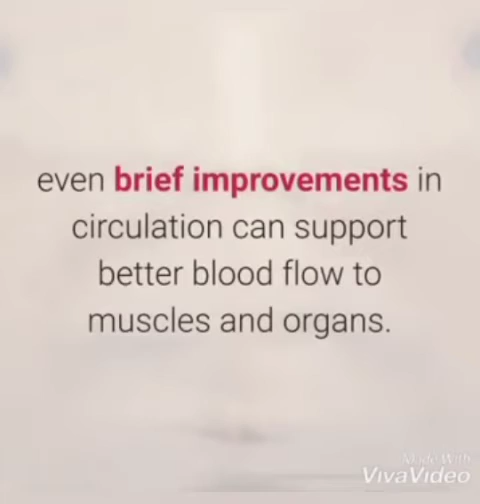 even brief improvements in
circulation can support
better blood flow to
muscles and organs.
Made With
VivaVideo